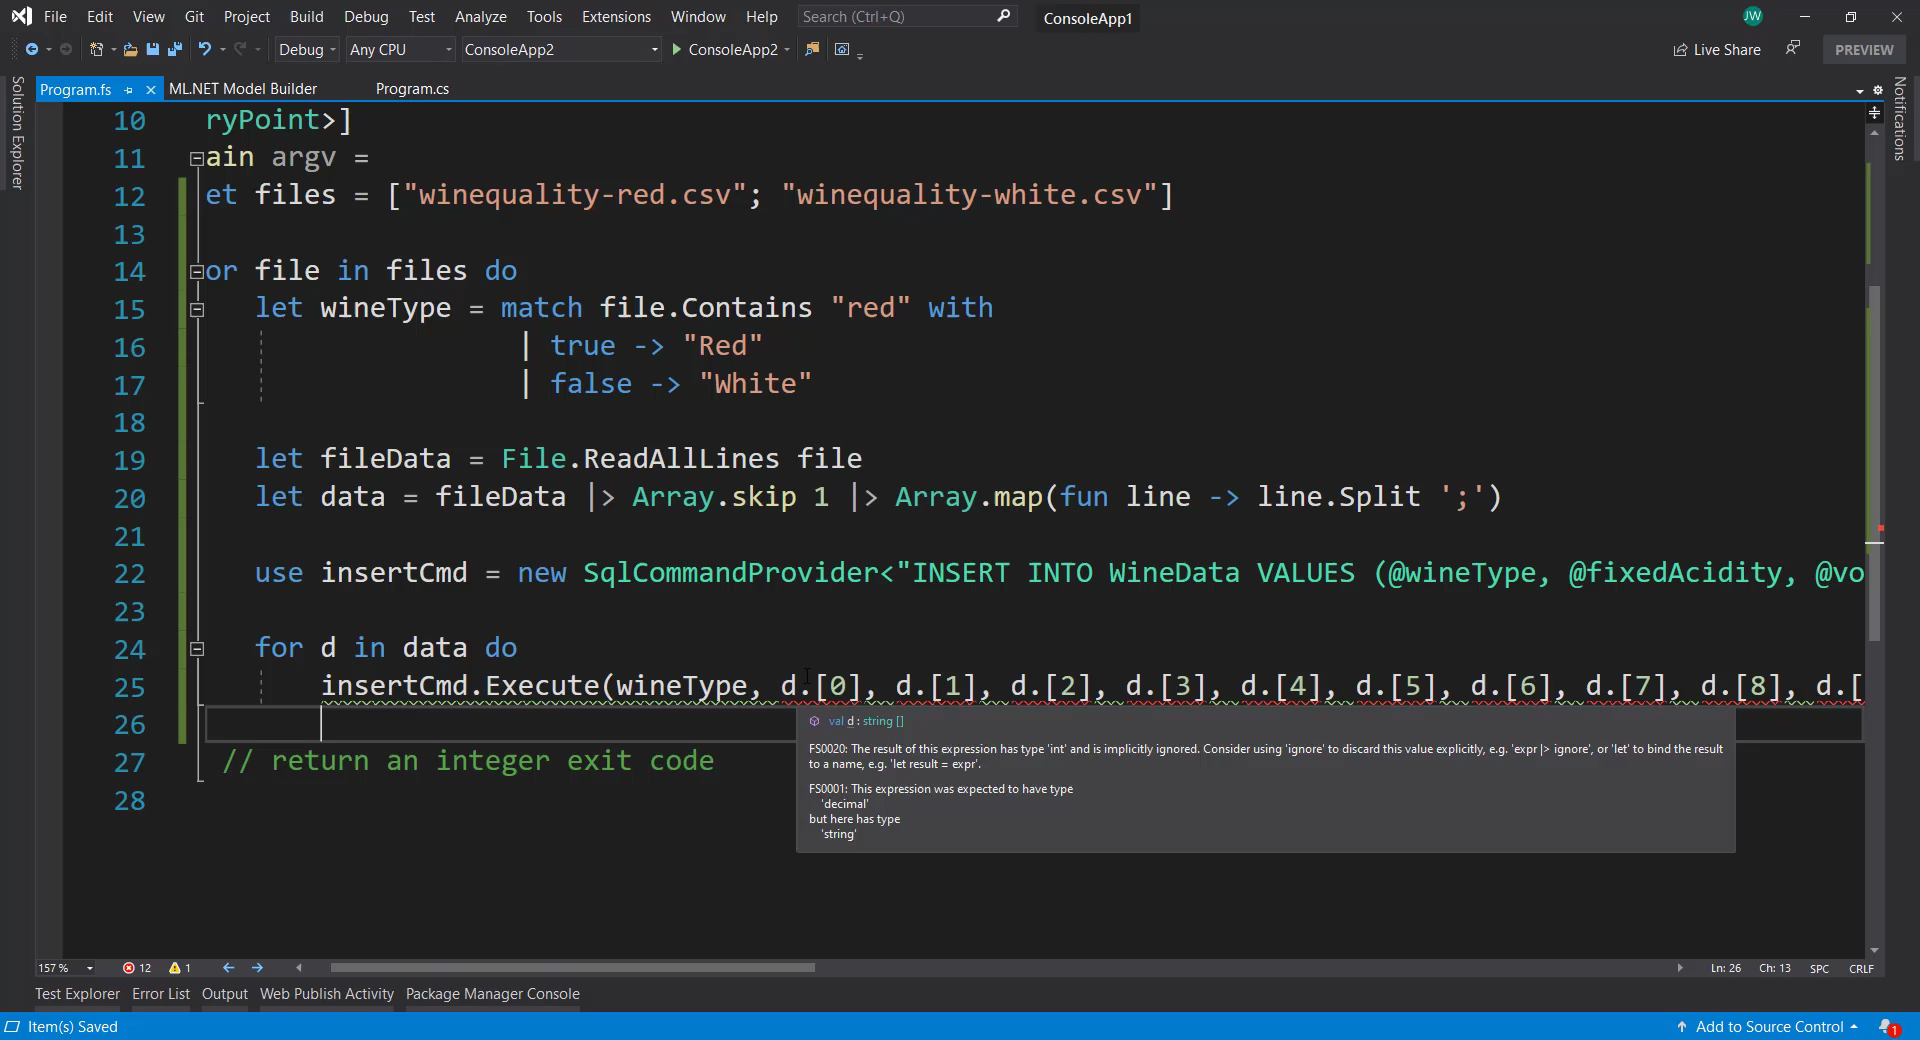 File Edit View Git Project Build Debug Test Analyze Tools Extensions Window Help Search (Ctrl+Q) ConsoleApp1 JW
Debug Any CPU ConsoleApp2 ConsoleApp2 Live Share PREVIEW
Solution Explorer
Notifications
Program.fs ML.NET Model Builder Program.cs
10 ryPoint>]
11 ain argv =
12 et files = ["winequality-red.csv"; "winequality-white.csv"]
13
14 or file in files do
15 let wineType = match file.Contains "red" with
16 | true -> "Red"
17 | false -> "White"
18
19 let fileData = File.ReadAllLines file
20 let data = fileData |> Array.skip 1 |> Array.map(fun line -> line.Split ';')
21
22 use insertCmd = new SqlCommandProvider<"INSERT INTO WineData VALUES (@wineType, @fixedAcidity, @vo
23
24 for d in data do
25 insertCmd.Execute(wineType, d.[0], d.[1], d.[2], d.[3], d.[4], d.[5], d.[6], d.[7], d.[8], d.[
26
val d : string []
FS0020: The result of this expression has type 'int' and is implicitly ignored. Consider using 'ignore' to discard this value explicitly, e.g. 'expr |> ignore', or 'let' to bind the result
to a name, e.g. 'let result = expr'.
FS0001: This expression was expected to have type
'decimal'
but here has type
'string'
27 // return an integer exit code
28
157 % 12 1 Ln: 26 Ch: 13 SPC CRLF
Test Explorer Error List Output Web Publish Activity Package Manager Console
Item(s) Saved Add to Source Control 1